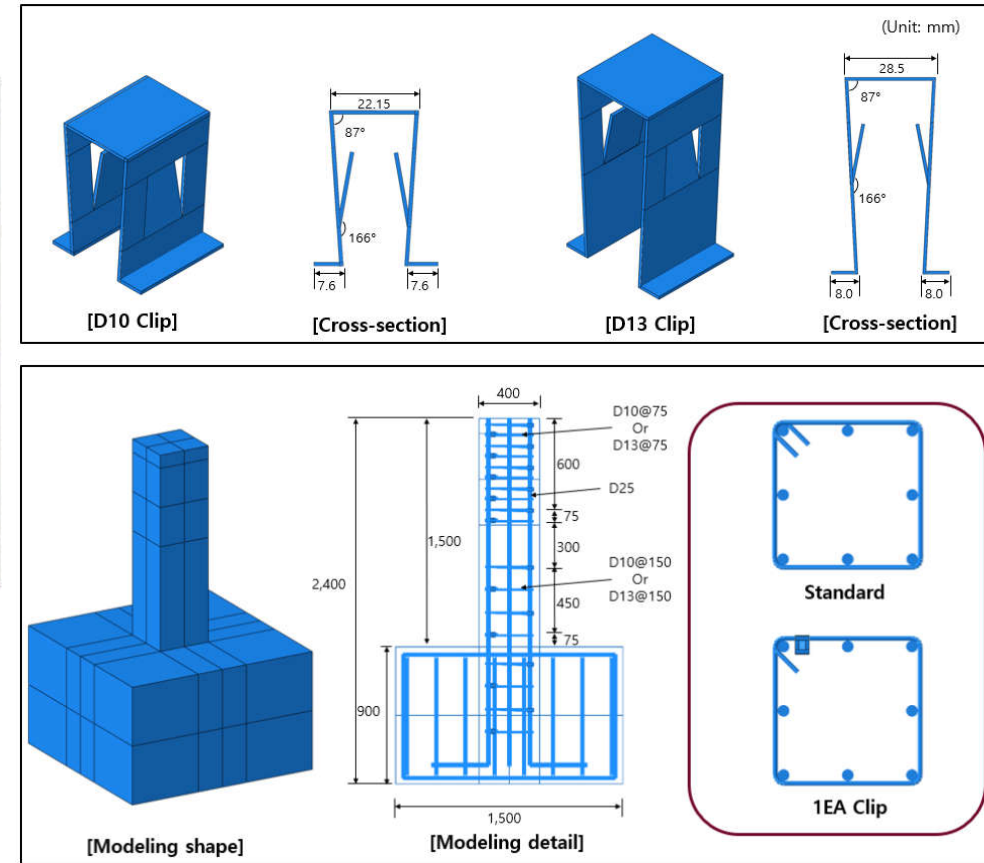 (Unit: mm)
22.15
87°
166°
7.6
7.6
28.5
87°
166°
8.0
8.0
[D10 Clip]
[Cross-section]
[D13 Clip]
[Cross-section]
400
D10@75
Or
D13@75
600
D25
75
1,500
300
2,400
D10@150
Or
D13@150
450
75
900
1,500
Standard
1EA Clip
[Modeling shape]
[Modeling detail]